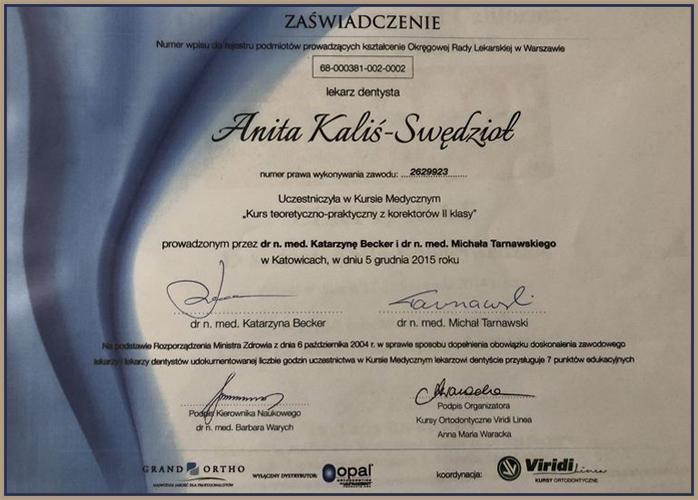 ZAŚWIADCZENIE
Numer wpisu do rejestru podmiotów prowadzących kształcenie Okręgowej Rady Lekarskiej w Warszawie
68-000381-002-0002
lekarz dentysta
Anita Kaliś-Swędzioł
numer prawa wykonywania zawodu: ...2629923.......
Uczestniczyła w Kursie Medycznym
„Kurs teoretyczno-praktyczny z korektorów II klasy”
prowadzonym przez dr n. med. Katarzynę Becker i dr n. med. Michała Tarnawskiego
w Katowicach, w dniu 5 grudnia 2015 roku
Tarnawski
dr n. med. Katarzyna Becker dr n. med. Michał Tarnawski
Na podstawie Rozporządzenia Ministra Zdrowia z dnia 6 października 2004 r. w sprawie sposobu dopełnienia obowiązku doskonalenia zawodowego
lekarzy i lekarzy dentystów udokumentowanej liczbie godzin uczestnictwa w Kursie Medycznym lekarzowi dentyście przysługuje 7 punktów edukacyjnych
Podpis Kierownika Naukowego
dr n. med. Barbara Warych
Podpis Organizatora
Kursy Ortodontyczne Viridi Linea
Anna Maria Waracka
GRAND ORTHO
NAJWYŻSZA JAKOŚĆ DLA PROFESJONALISTÓW
WYŁĄCZNY DYSTRYBUTOR
opal
koordynacja:
Viridi Linea
KURSY ORTODONTYCZNE